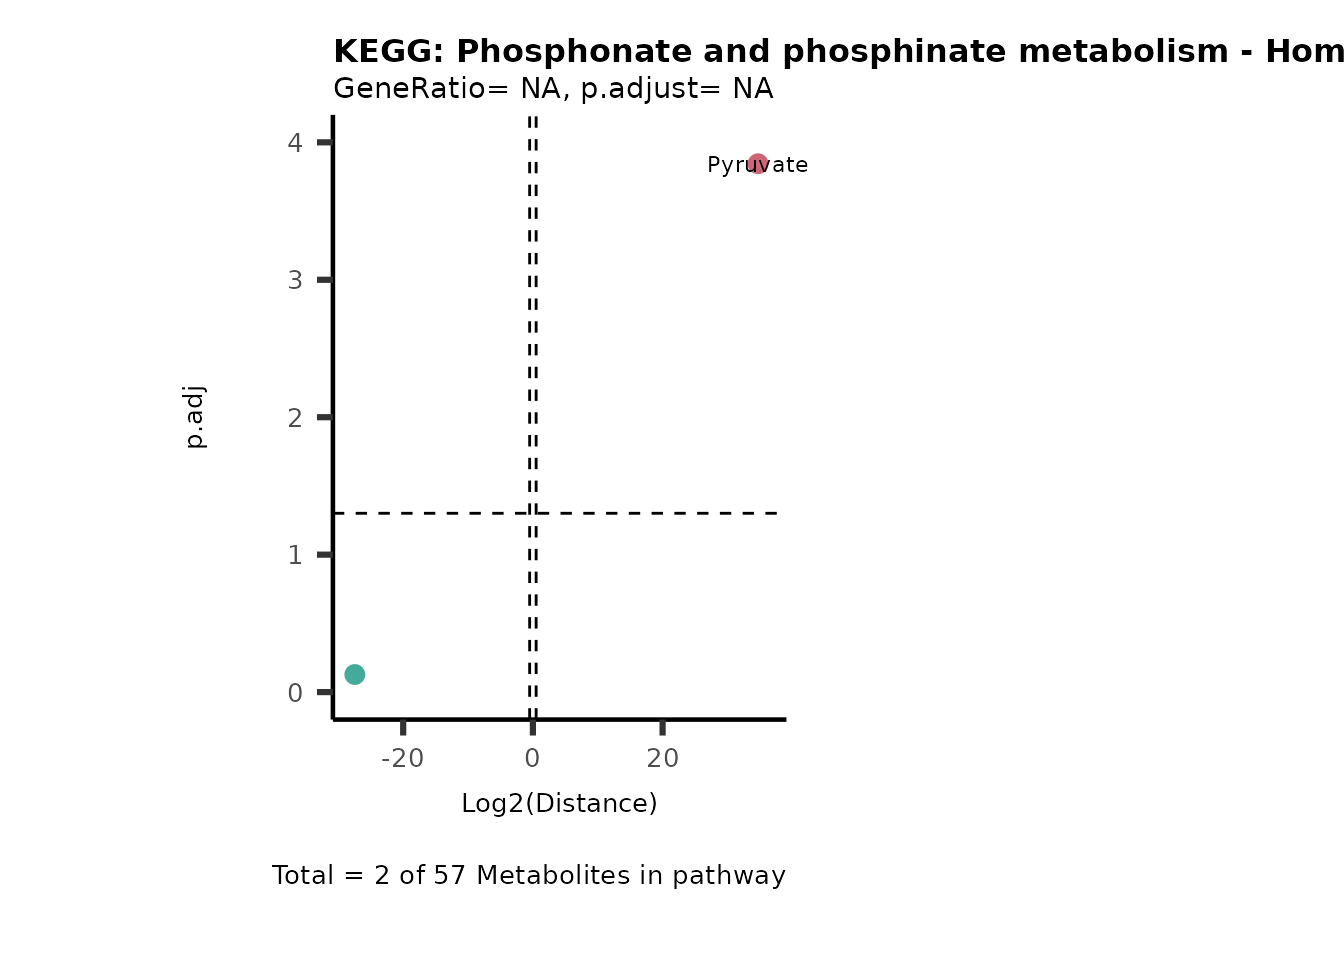 KEGG: Phosphonate and phosphinate metabolism - Hom
GeneRatio= NA, p.adjust= NA
4
Pyruvate
3
2
p.adj
1
0
-20 0 20
Log2(Distance)
Total = 2 of 57 Metabolites in pathway